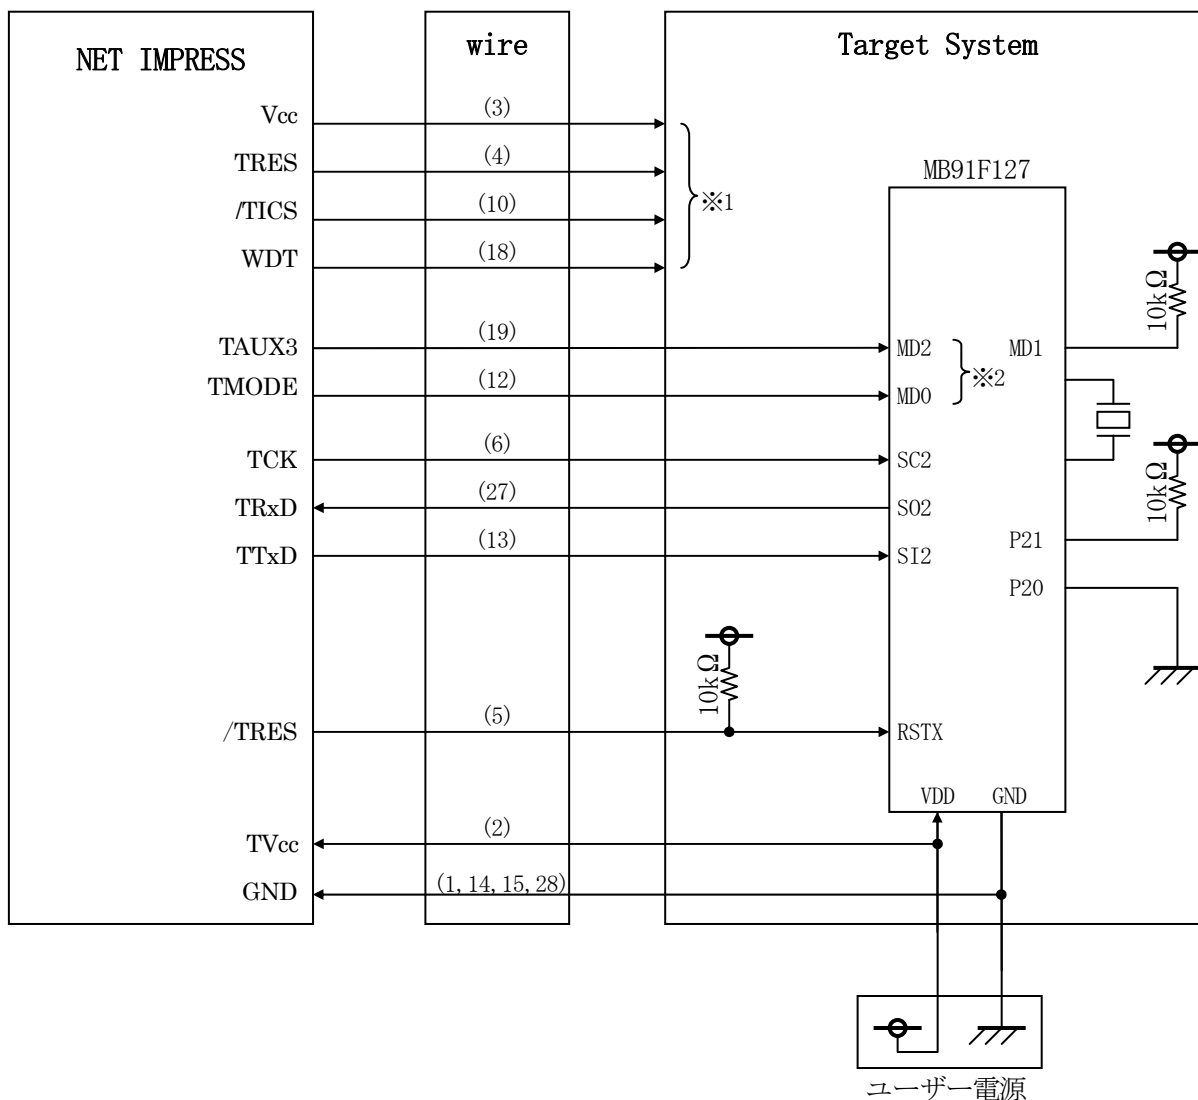 NET IMPRESS
wire
Target System
Vcc
(3)
TRES
(4)
/TICS
(10)
※1
WDT
(18)
MB91F127
TAUX3
(19)
MD2
MD1
10kΩ
TMODE
(12)
MD0
※2
TCK
(6)
SC2
TRxD
(27)
SO2
10kΩ
TTxD
(13)
SI2
P21
P20
10kΩ
/TRES
(5)
RSTX
VDD
GND
TVcc
(2)
GND
(1, 14, 15, 28)
ユーザー電源